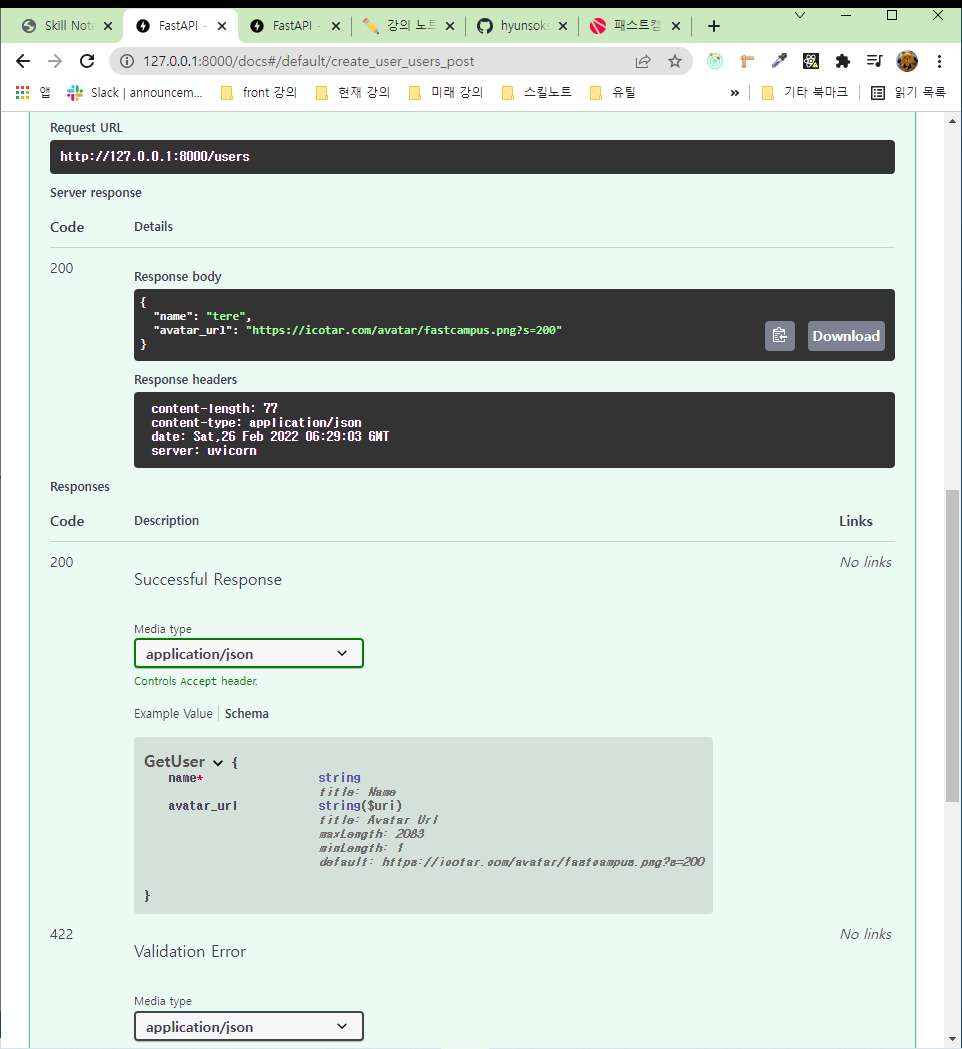 Skill Note
FastAPI -
FastAPI -
강의 노트
hyunsoks
패스트캠
127.0.0.1:8000/docs#/default/create_user_users_post
앱
Slack | announcem...
front 강의
현재 강의
미래 강의
스킬노트
유틸
»
기타 북마크
읽기 목록
Request URL
http://127.0.0.1:8000/users
Server response
Code Details
200
Response body
{
"name": "tere",
"avatar_url": "https://icotar.com/avatar/fastcampus.png?s=200"
}
Download
Response headers
content-length: 77
content-type: application/json
date: Sat,26 Feb 2022 06:29:03 GMT
server: uvicorn
Responses
Code Description Links
200 No links
Successful Response
Media type
application/json
Controls Accept header.
Example Value Schema
GetUser {
name* string
title: Name
avatar_url string($uri)
title: Avatar Url
maxLength: 2083
minLength: 1
default: https://icotar.com/avatar/fastcampus.png?s=200
}
422 No links
Validation Error
Media type
application/json